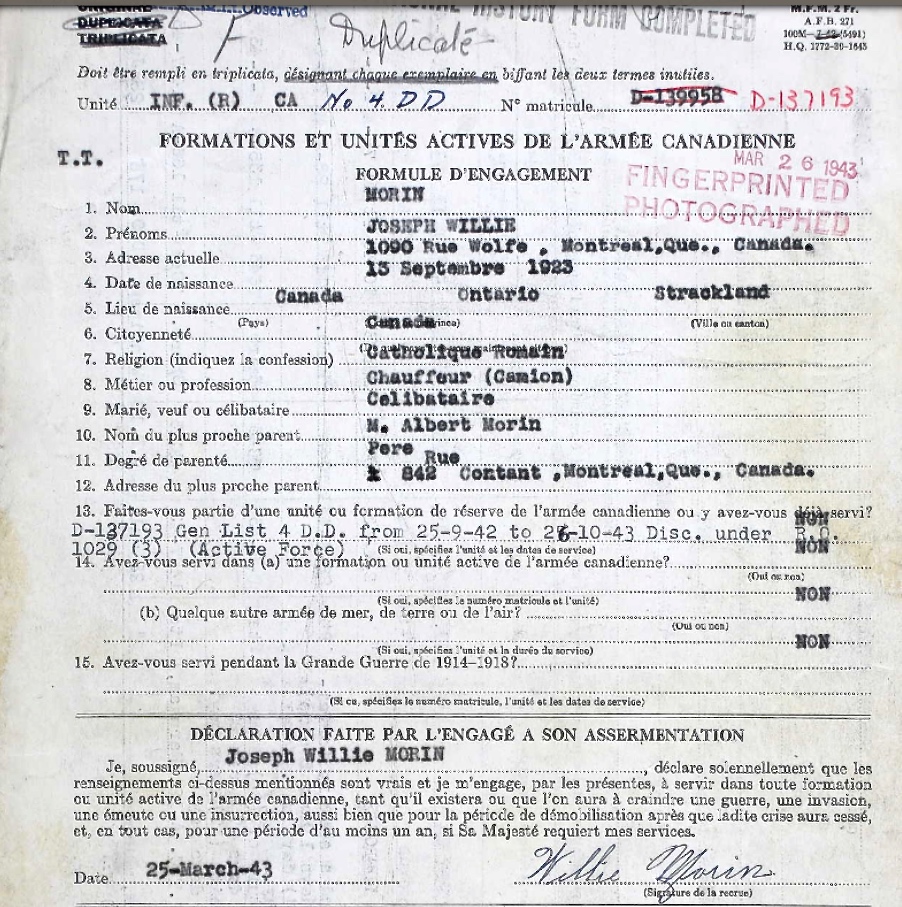 ORIGINAL Observed HISTORY FORM COMPLETED M.F.M. 2 Fr.
DUPLICATA Duplicaté A.F.B. 271
TRIPLICATA 100M—7-42 (5491)
H.Q. 1772-39-1645
Doit être rempli en triplicata, désignant chaque exemplaire en biffant les deux termes inutiles.
Unité INF. (R) CA No 4. DD N° matricule D-139958 D-137193
FORMATIONS ET UNITÉS ACTIVES DE L'ARMÉE CANADIENNE
T.T. MAR 26 1943
FORMULE D'ENGAGEMENT FINGERPRINTED
PHOTOGRAPHED
1. Nom MORIN
2. Prénoms JOSEPH WILLIE
3. Adresse actuelle 1090 Rue Wolfe , Montreal,Que., Canada.
4. Date de naissance 13 Septembre 1923
5. Lieu de naissance Canada Ontario Strackland
(Pays) (Ville ou canton)
6. Citoyenneté Canada
7. Religion (indiquez la confession) Catholique Romain
8. Métier ou profession Chauffeur (Camion)
9. Marié, veuf ou célibataire Celibataire
10. Nom du plus proche parent M. Albert Morin
11. Degré de parenté Pere
12. Adresse du plus proche parent 842 Rue Contant ,Montreal,Que., Canada.
13. Faites-vous partie d'une unité ou formation de réserve de l'armée canadienne ou y avez-vous déjà servi? NON
D-137193 Gen List 4 D.D. from 25-9-42 to 26-10-43 Disc. under R.O.
1029 (3) (Active Force) (Si oui, spécifiez l'unité et les dates de service) NON
14. Avez-vous servi dans (a) une formation ou unité active de l'armée canadienne?
(Oui ou non)
NON
(Si oui, spécifiez le numéro matricule et l'unité)
(b) Quelque autre armée de mer, de terre ou de l'air?
(Oui ou non)
NON
(Si oui, spécifiez l'unité et la durée du service)
15. Avez-vous servi pendant la Grande Guerre de 1914-1918?
(Si ou, spécifiez le numéro matricule, l'unité et les dates de service)
DÉCLARATION FAITE PAR L'ENGAGÉ A SON ASSERMENTATION
Joseph Willie MORIN
Je, soussigné, , déclare solennellement que les
renseignements ci-dessus mentionnés sont vrais et je m'engage, par les présentes, à servir dans toute formation
ou unité active de l'armée canadienne, tant qu'il existera ou que l'on aura à craindre une guerre, une invasion,
une émeute ou une insurrection, aussi bien que pour la période de démobilisation après que ladite crise aura cessé,
et, en tout cas, pour une période d'au moins un an, si Sa Majesté requiert mes services.
Date 25-March-43 Willie Morin
(Signature de la recrue)